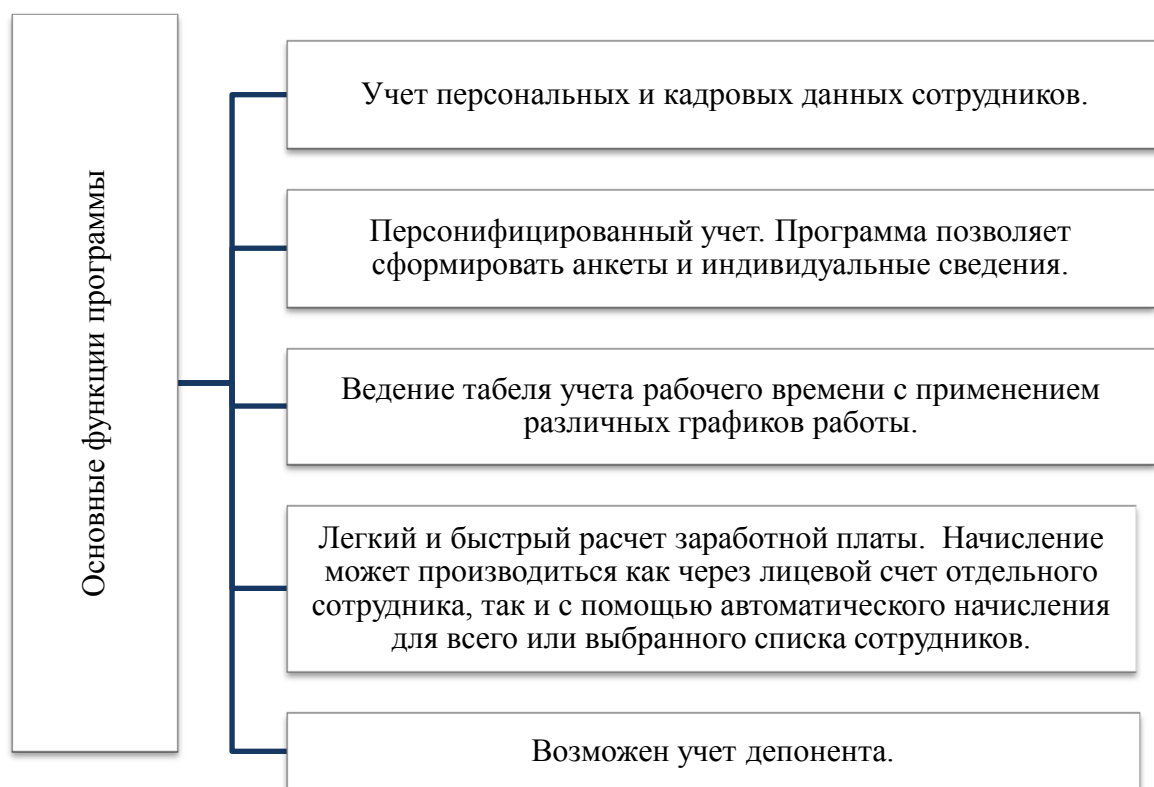 Основные функции программы
Учет персональных и кадровых данных сотрудников.
Персонифицированный учет. Программа позволяет
сформировать анкеты и индивидуальные сведения.
Ведение табеля учета рабочего времени с применением
различных графиков работы.
Легкий и быстрый расчет заработной платы.  Начисление
может производиться как через лицевой счет отдельного
сотрудника, так и с помощью автоматического начисления
для всего или выбранного списка сотрудников.
Возможен учет депонента.